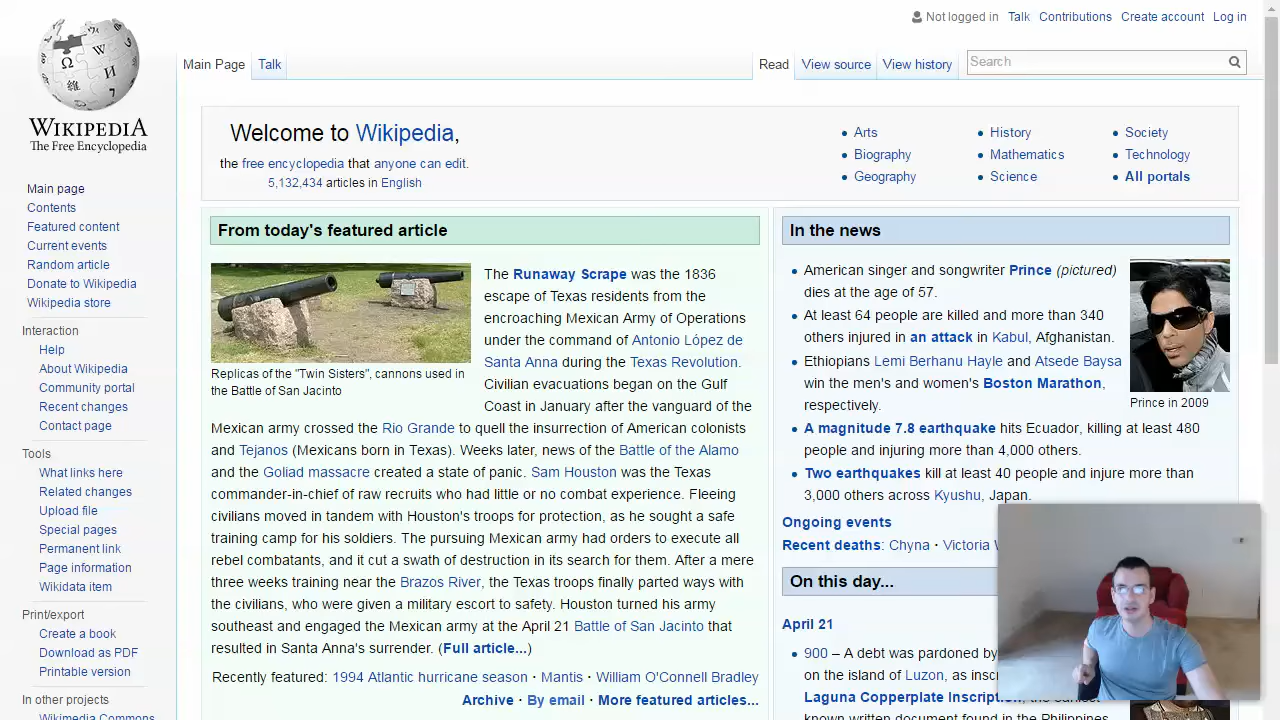 Not logged in Talk Contributions Create account Log in
Main Page Talk Read View source View history Search
WIKIPEDIA
The Free Encyclopedia
Main page
Contents
Featured content
Current events
Random article
Donate to Wikipedia
Wikipedia store
Interaction
Help
About Wikipedia
Community portal
Recent changes
Contact page
Tools
What links here
Related changes
Upload file
Special pages
Permanent link
Page information
Wikidata item
Print/export
Create a book
Download as PDF
Printable version
In other projects
Wikimedia Commons
Welcome to Wikipedia,
the free encyclopedia that anyone can edit.
5,132,434 articles in English
• Arts
• Biography
• Geography
• History
• Mathematics
• Science
• Society
• Technology
• All portals
From today's featured article
Replicas of the "Twin Sisters", cannons used in
the Battle of San Jacinto
The Runaway Scrape was the 1836
escape of Texas residents from the
encroaching Mexican Army of Operations
under the command of Antonio López de
Santa Anna during the Texas Revolution.
Civilian evacuations began on the Gulf
Coast in January after the vanguard of the
Mexican army crossed the Rio Grande to quell the insurrection of American colonists
and Tejanos (Mexicans born in Texas). Weeks later, news of the Battle of the Alamo
and the Goliad massacre created a state of panic. Sam Houston was the Texas
commander-in-chief of raw recruits who had little or no combat experience. Fleeing
civilians moved in tandem with Houston's troops for protection, as he sought a safe
training camp for his soldiers. The pursuing Mexican army had orders to execute all
rebel combatants, and it cut a swath of destruction in its search for them. After a mere
three weeks training near the Brazos River, the Texas troops finally parted ways with
the civilians, who were given a military escort to safety. Houston turned his army
southeast and engaged the Mexican army at the April 21 Battle of San Jacinto that
resulted in Santa Anna's surrender. (Full article...)
Recently featured: 1994 Atlantic hurricane season · Mantis · William O'Connell Bradley
Archive · By email · More featured articles...
In the news
• American singer and songwriter Prince (pictured)
dies at the age of 57.
• At least 64 people are killed and more than 340
others injured in an attack in Kabul, Afghanistan.
• Ethiopians Lemi Berhanu Hayle and Atsede Baysa
win the men's and women's Boston Marathon,
respectively.
• A magnitude 7.8 earthquake hits Ecuador, killing at least 480
people and injuring more than 4,000 others.
• Two earthquakes kill at least 40 people and injure more than
3,000 others across Kyushu, Japan.
Prince in 2009
Ongoing events
Recent deaths: Chyna · Victoria
On this day...
April 21
• 900 – A debt was pardoned by
on the island of Luzon, as
Laguna Copperplate
known written document found in the Philippines